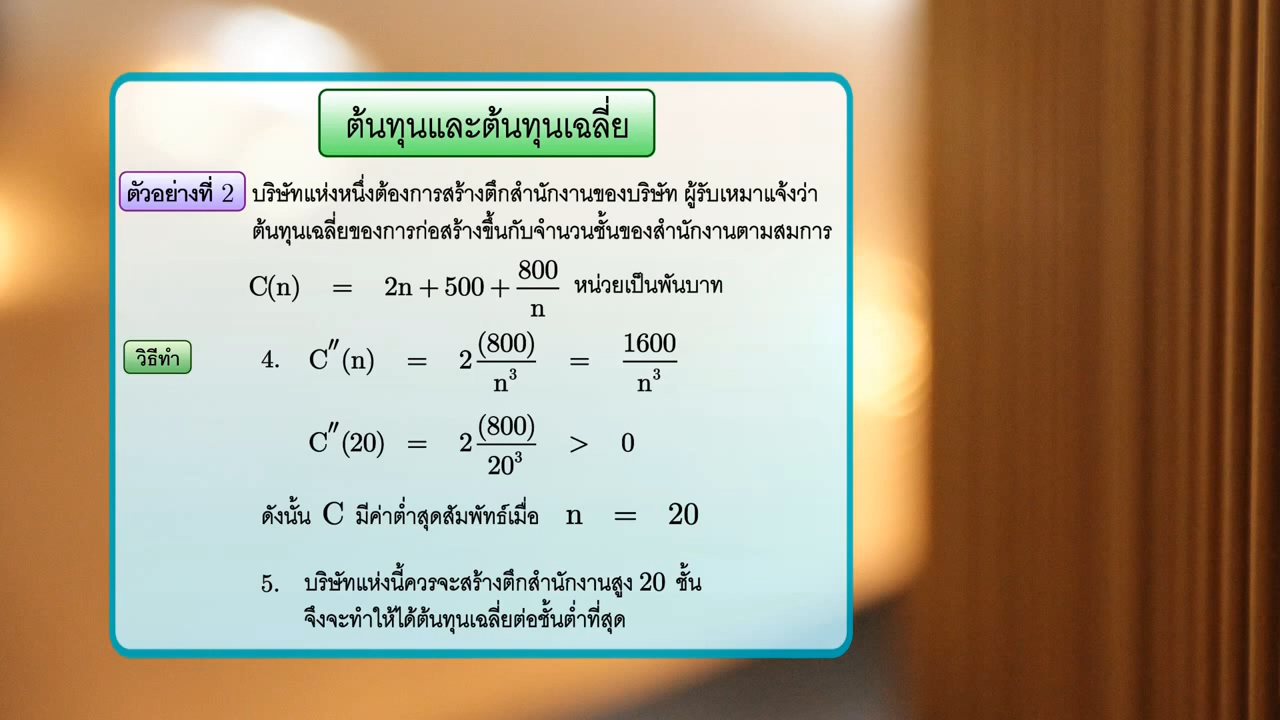 ต้นทุนและต้นทุนเฉลี่ย
ตัวอย่างที่ 2 บริษัทแห่งหนึ่งต้องการสร้างตึกสำนักงานของบริษัท ผู้รับเหมาแจ้งว่า
ต้นทุนเฉลี่ยของการก่อสร้างขึ้นกับจำนวนชั้นของสำนักงานตามสมการ
C(n) = 2n + 500 + 800/n หน่วยเป็นพันบาท
วิธีทำ 4. C″(n) = 2 (800)/n³ = 1600/n³
C″(20) = 2 (800)/20³ > 0
ดังนั้น C มีค่าต่ำสุดสัมพัทธ์เมื่อ n = 20
5. บริษัทแห่งนี้ควรจะสร้างตึกสำนักงานสูง 20 ชั้น
จึงจะทำให้ได้ต้นทุนเฉลี่ยต่อชั้นต่ำที่สุด